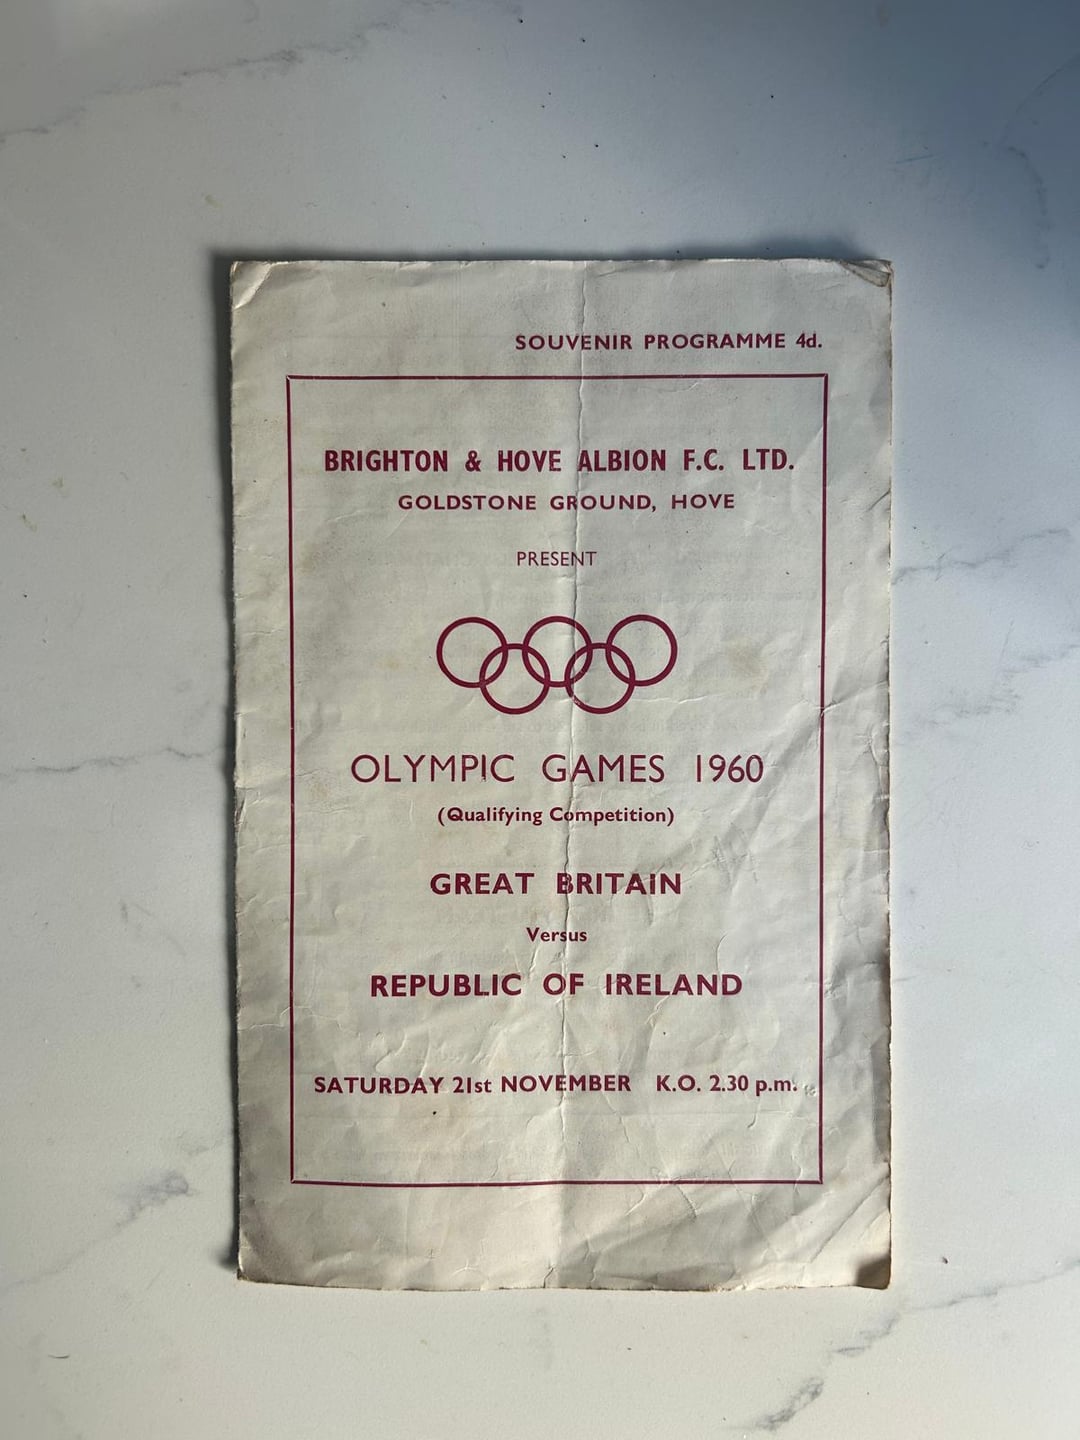 SOUVENIR PROGRAMME 4d.
BRIGHTON & HOVE ALBION F.C. LTD.
GOLDSTONE GROUND, HOVE
PRESENT
OLYMPIC GAMES 1960
(Qualifying Competition)
GREAT BRITAIN
Versus
REPUBLIC OF IRELAND
SATURDAY 21st NOVEMBER K.O. 2.30 p.m.